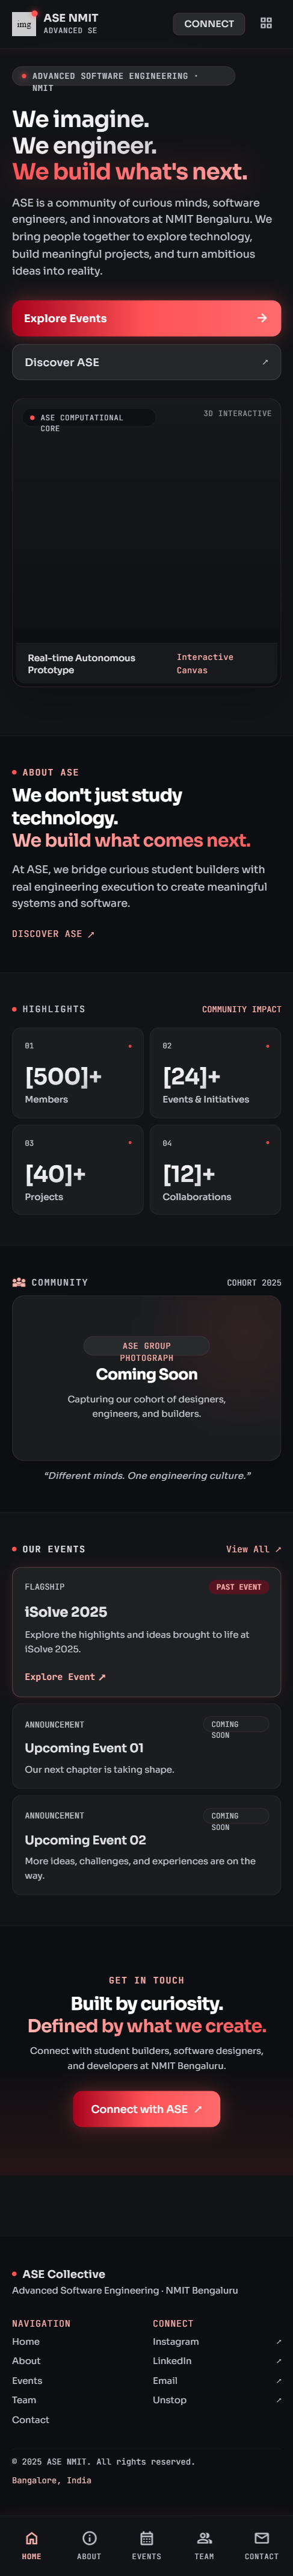 img
ASE NMIT
ADVANCED SE
CONNECT
ADVANCED SOFTWARE ENGINEERING ·
NMIT
We imagine.
We engineer.
We build what's next.
ASE is a community of curious minds, software
engineers, and innovators at NMIT Bengaluru. We
bring people together to explore technology,
build meaningful projects, and turn ambitious
ideas into reality.
Explore Events →
Discover ASE ↗
ASE COMPUTATIONAL
CORE
3D INTERACTIVE
Real-time Autonomous
Prototype
Interactive
Canvas
ABOUT ASE
We don't just study
technology.
We build what comes next.
At ASE, we bridge curious student builders with
real engineering execution to create meaningful
systems and software.
DISCOVER ASE ↗
HIGHLIGHTS
COMMUNITY IMPACT
01
[500]+
Members
02
[24]+
Events & Initiatives
03
[40]+
Projects
04
[12]+
Collaborations
COMMUNITY
COHORT 2025
ASE GROUP
PHOTOGRAPH
Coming Soon
Capturing our cohort of designers,
engineers, and builders.
“Different minds. One engineering culture.”
OUR EVENTS
View All ↗
FLAGSHIP
PAST EVENT
iSolve 2025
Explore the highlights and ideas brought to life at
iSolve 2025.
Explore Event ↗
ANNOUNCEMENT
COMING
SOON
Upcoming Event 01
Our next chapter is taking shape.
ANNOUNCEMENT
COMING
SOON
Upcoming Event 02
More ideas, challenges, and experiences are on the
way.
GET IN TOUCH
Built by curiosity.
Defined by what we create.
Connect with student builders, software designers,
and developers at NMIT Bengaluru.
Connect with ASE ↗
ASE Collective
Advanced Software Engineering · NMIT Bengaluru
NAVIGATION
Home
About
Events
Team
Contact
CONNECT
Instagram ↗
LinkedIn ↗
Email ↗
Unstop ↗
© 2025 ASE NMIT. All rights reserved.
Bangalore, India
HOME
ABOUT
EVENTS
TEAM
CONTACT